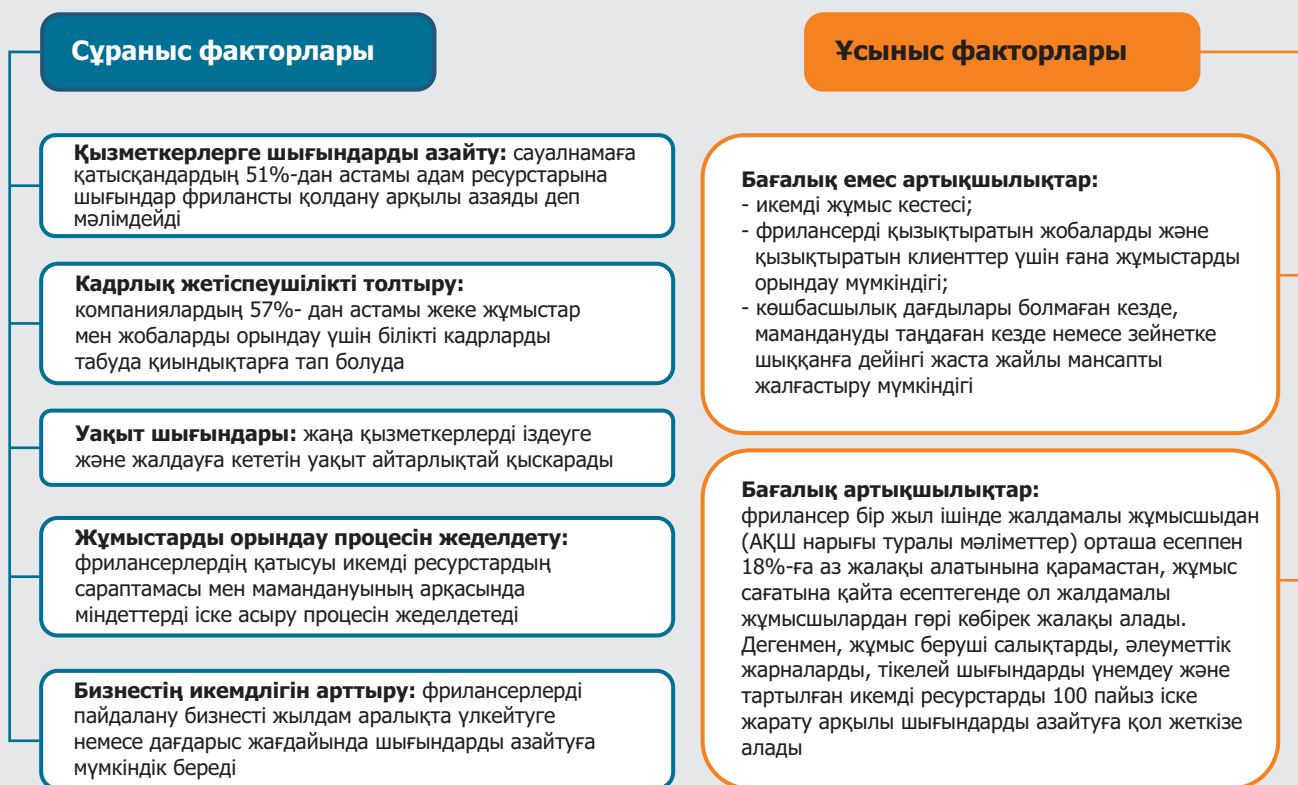 Сұраныс факторлары
Қызметкерлерге шығындарды азайту: сауалнамаға
қатысқандардың 51%-дан астамы адам ресурстарына
шығындар фрилансты қолдану арқылы азаяды деп
мәлімдейді
Кадрлық жетіспеушілікті толтыру:
компаниялардың 57%- дан астамы жеке жұмыстар
мен жобаларды орындау үшін білікті кадрларды
табуда қиындықтарға тап болуда
Уақыт шығындары: жаңа қызметкерлерді іздеуге
және жалдауға кететін уақыт айтарлықтай қыскарады
Жұмыстарды орындау процесін жеделдету:
фрилансерлердің қатысуы икемді ресурстардың
сараптамасы мен мамандануының арқасында
міндеттерді іске асыру процесін жеделдетеді
Бизнестің икемдлігін арттыру: фрилансерлерді
пайдалану бизнесті жылдам аралықта үлкейтуге
немесе дағдарыс жағдайында шығындарды азайтуға
мүмкіндік береді
Ұсыныс факторлары
Бағалық емес артықшылықтар:
- икемді жұмыс кестесі;
- фрилансерді қызықтыратын жобаларды және
қызықтыратын клиенттер үшін ғана жұмыстарды
орындау мүмкіндігі;
- көшбасшылық дағдылары болмаған кезде,
мамандануды таңдаған кезде немесе зейнетке
шыққанға дейінгі жаста жайлы мансапты
жалғастыру мүмкіндігі
Бағалық артықшылықтар:
фрилансер бір жыл ішінде жалдамалы жұмысшыдан
(АҚШ нарығы туралы мәліметтер) орташа есеппен
18%-ға аз жалақы алатынына қарамастан, жұмыс
сағатына қайта есептегенде ол жалдамалы
жұмысшылардан гөрі көбірек жалақы алады.
Дегенмен, жұмыс беруші салықтарды, әлеуметтік
жарналарды, тікелей шығындарды үнемдеу және
тартылған икемді ресурстарды 100 пайыз іске
жарату арқылы шығындарды азайтуға қол жеткізе
алады